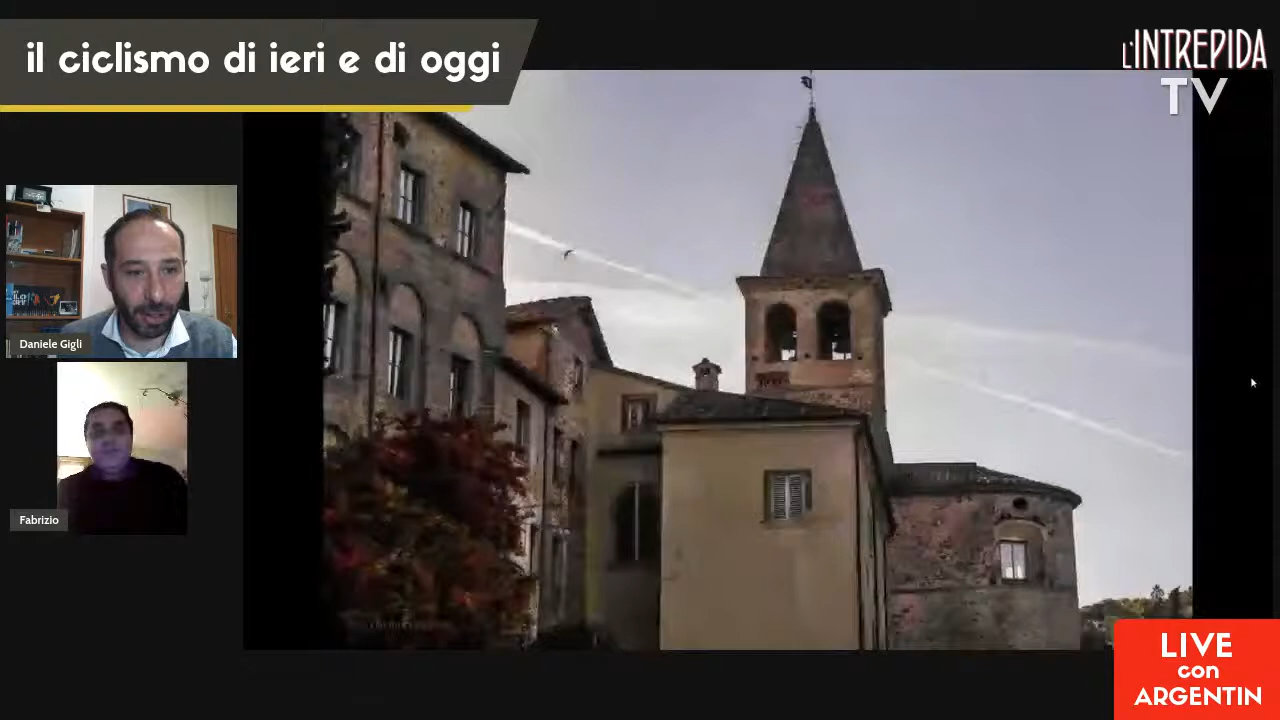 il ciclismo di ieri e di oggi
L'INTREPIDA
TV
Daniele Gigli
Fabrizio
LIVE
con
ARGENTIN